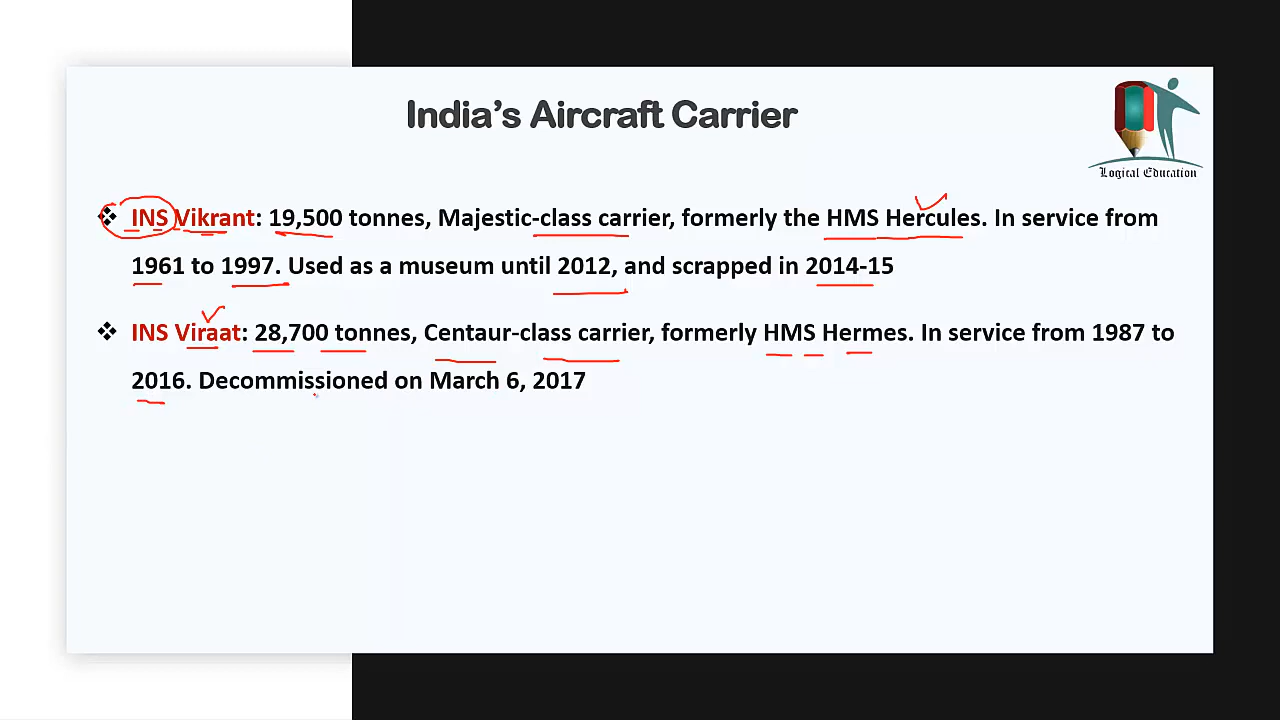 India's Aircraft Carrier
Logical Education
❖ INS Vikrant: 19,500 tonnes, Majestic-class carrier, formerly the HMS Hercules. In service from
1961 to 1997. Used as a museum until 2012, and scrapped in 2014-15
❖ INS Viraat: 28,700 tonnes, Centaur-class carrier, formerly HMS Hermes. In service from 1987 to
2016. Decommissioned on March 6, 2017